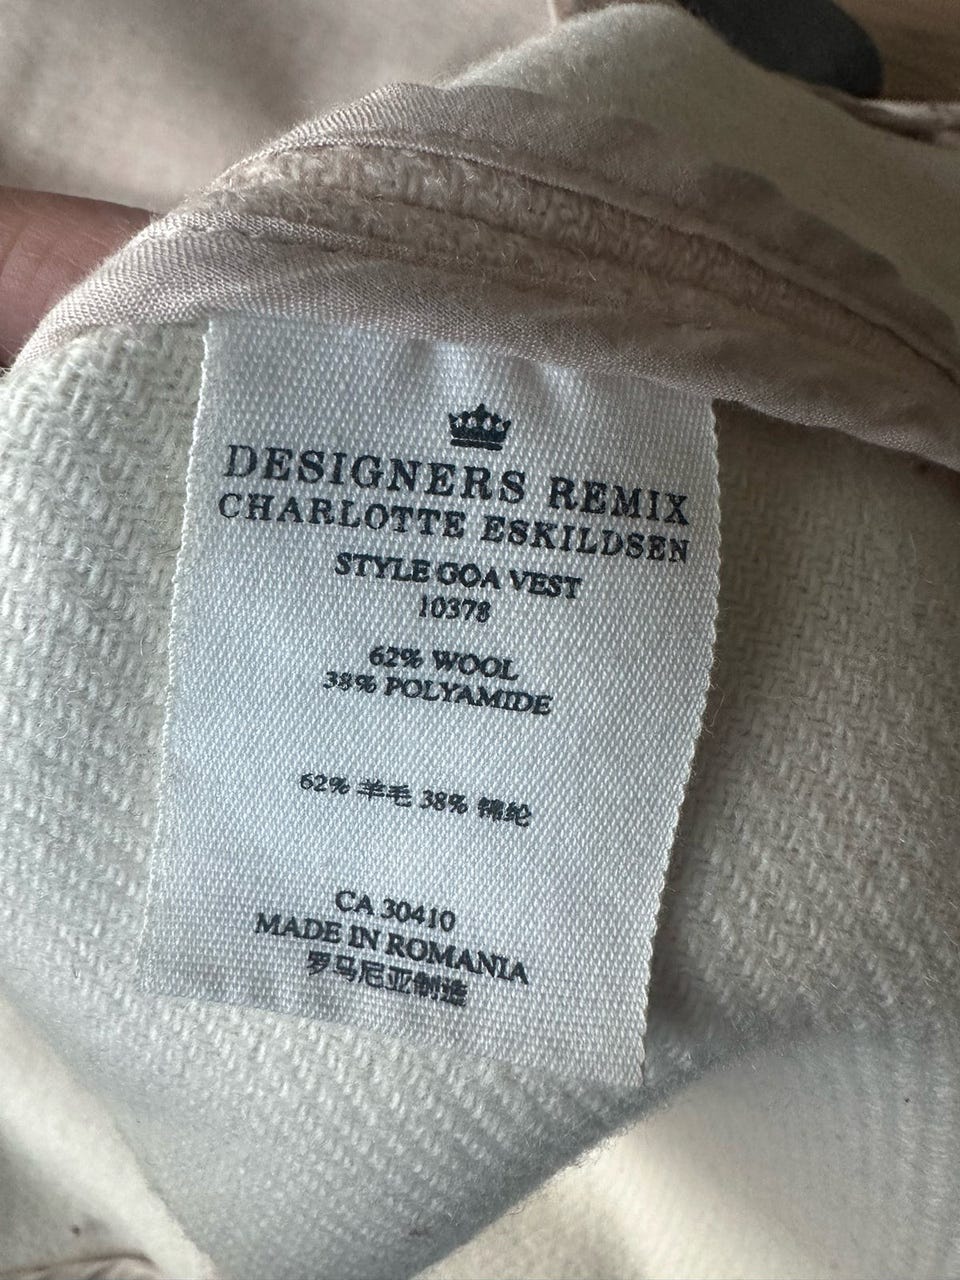 DESIGNERS REMIX
CHARLOTTE ESKILDSEN
STYLE GOA VEST
10378
62% WOOL
38% POLYAMIDE
62% 羊毛 38% 锦纶
CA 30410
MADE IN ROMANIA
罗马尼亚制造